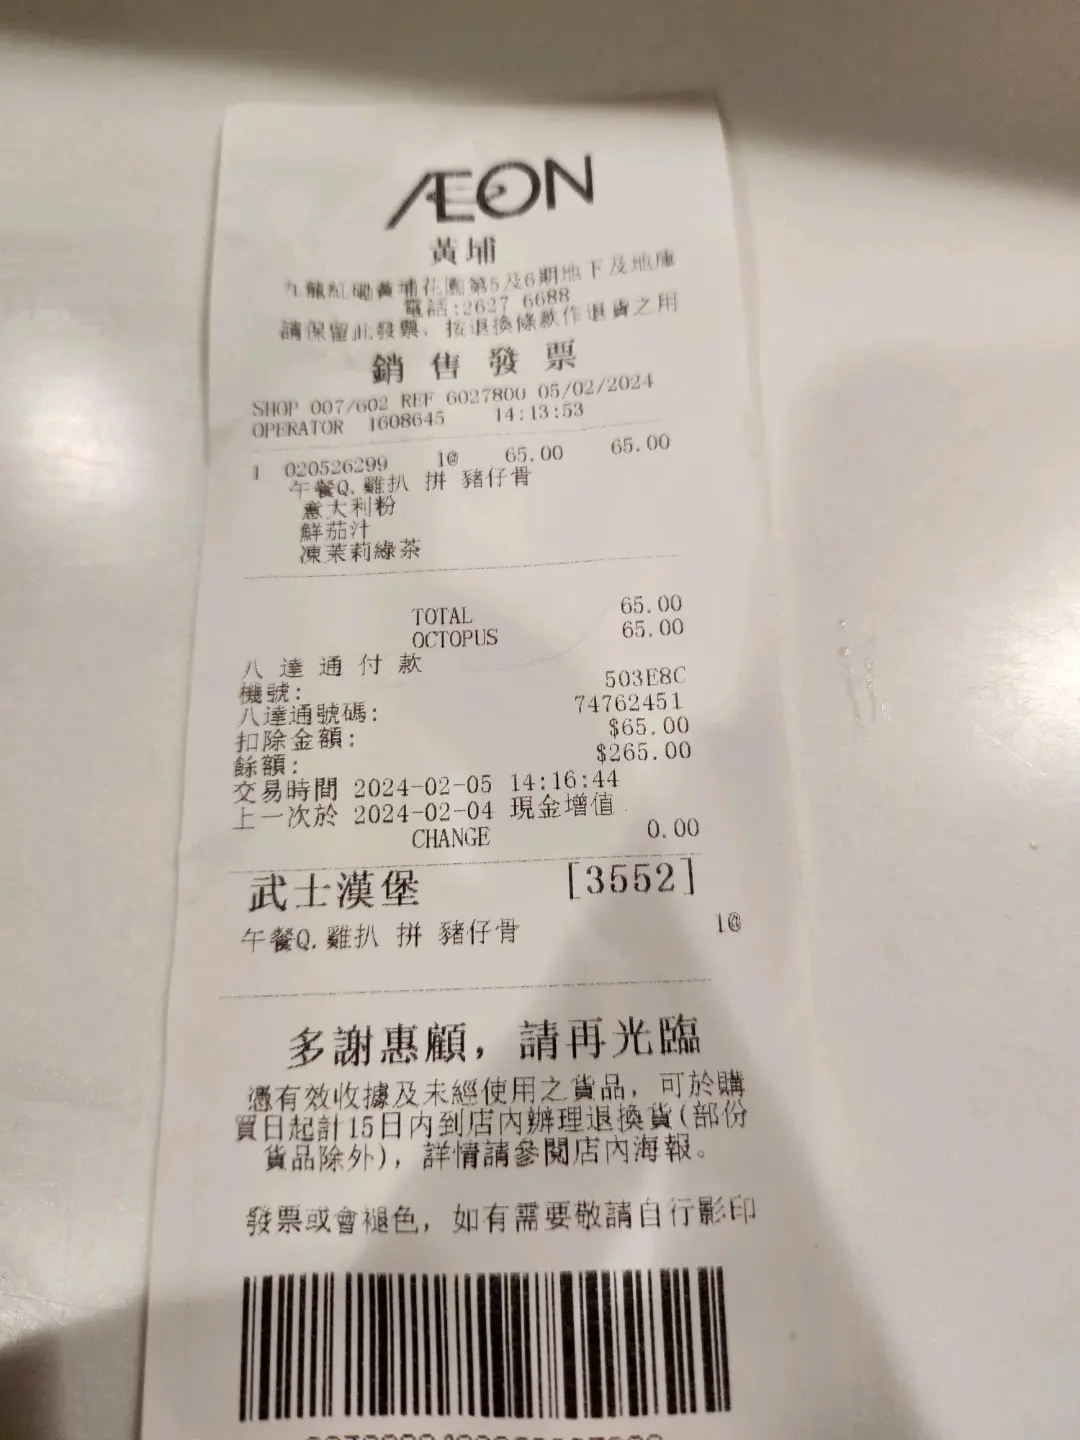 ÆON
黃埔
九龍紅磡黃埔花園第5及6期地下及地庫
電話:2627 6688
請保留此發票, 按退換條款作退貨之用
銷售發票
SHOP 007/602 REF 6027800 05/02/2024
OPERATOR 1608645 14:13:53
1 020526299 1@ 65.00 65.00
午餐Q.雞扒 拼 豬仔骨
意大利粉
鮮茄汁
凍茉莉綠茶
TOTAL 65.00
OCTOPUS 65.00
八達通付款
機號: 503E8C
八達通號碼: 74762451
扣除金額: $65.00
餘額: $265.00
交易時間 2024-02-05 14:16:44
上一次於 2024-02-04 現金增值
CHANGE 0.00
武士漢堡 [3552]
午餐Q.雞扒 拼 豬仔骨 1@
多謝惠顧, 請再光臨
憑有效收據及未經使用之貨品, 可於購
買日起計15日內到店內辦理退換貨(部份
貨品除外), 詳情請參閱店內海報。
發票或會褪色, 如有需要敬請自行影印